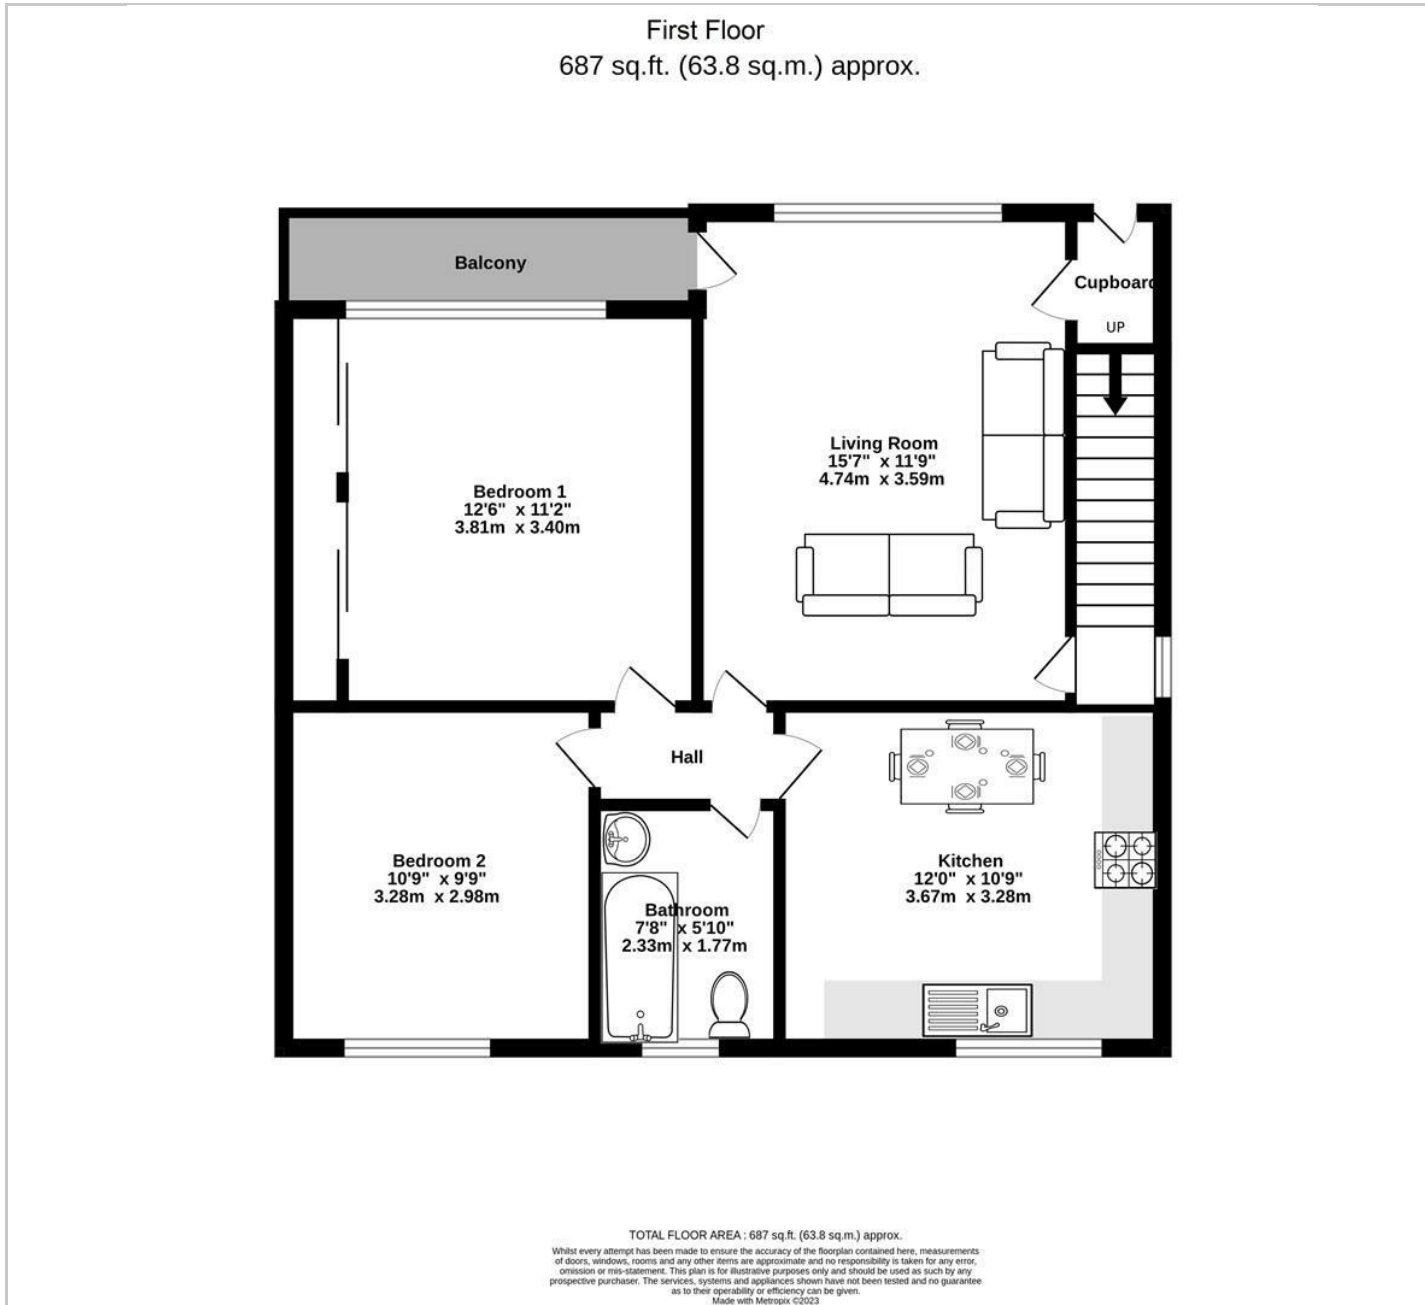 First Floor
687 sq.ft. (63.8 sq.m.) approx.
Balcony
Cupboard
UP
Living Room
15'7" x 11'9"
4.74m x 3.59m
Bedroom 1
12'6" x 11'2"
3.81m x 3.40m
Hall
Bedroom 2
10'9" x 9'9"
3.28m x 2.98m
Kitchen
12'0" x 10'9"
3.67m x 3.28m
Bathroom
7'8" x 5'10"
2.33m x 1.77m
TOTAL FLOOR AREA : 687 sq.ft. (63.8 sq.m.) approx.
Whilst every attempt has been made to ensure the accuracy of the floorplan contained here, measurements
of doors, windows, rooms and any other items are approximate and no responsibility is taken for any error,
omission or mis-statement. This plan is for illustrative purposes only and should be used as such by any
prospective purchaser. The services, systems and appliances shown have not been tested and no guarantee
as to their operability or efficiency can be given.
Made with Metropix ©2023